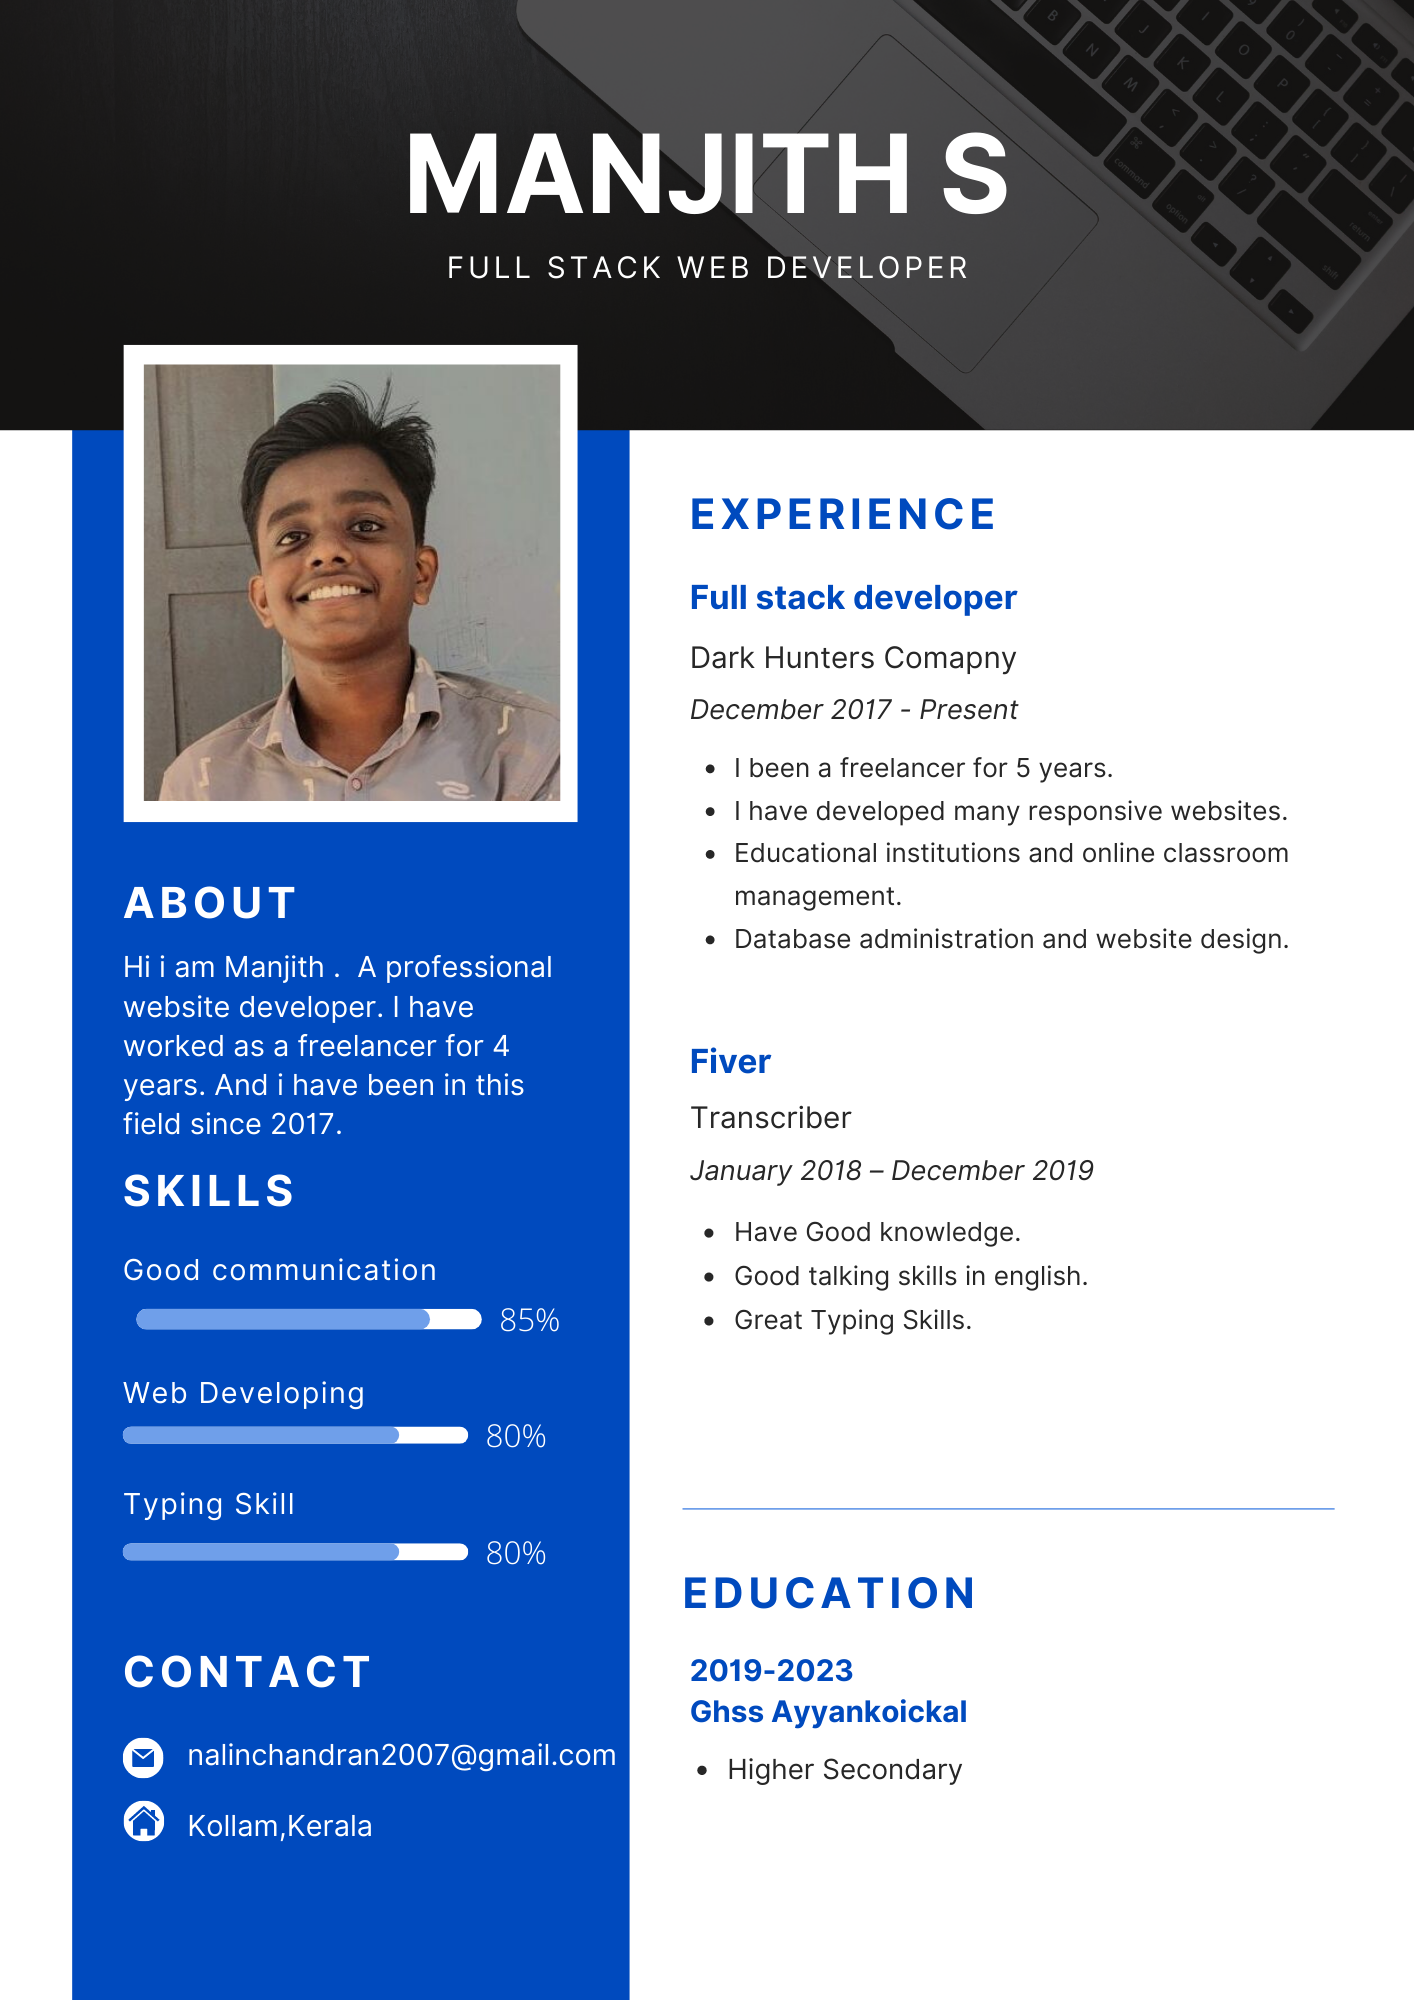 MANJITH S
FULL STACK WEB DEVELOPER
ABOUT
Hi i am Manjith .  A professional
website developer. I have
worked as a freelancer for 4
years. And i have been in this
field since 2017.
SKILLS
Good communication
85%
Web Developing
80%
Typing Skill
80%
CONTACT
nalinchandran2007@gmail.com
Kollam,Kerala
EXPERIENCE
Full stack developer
Dark Hunters Comapny
December 2017 - Present
• I been a freelancer for 5 years.
• I have developed many responsive websites.
• Educational institutions and online classroom
management.
• Database administration and website design.
Fiver
Transcriber
January 2018 – December 2019
• Have Good knowledge.
• Good talking skills in english.
• Great Typing Skills.
EDUCATION
2019-2023
Ghss Ayyankoickal
• Higher Secondary